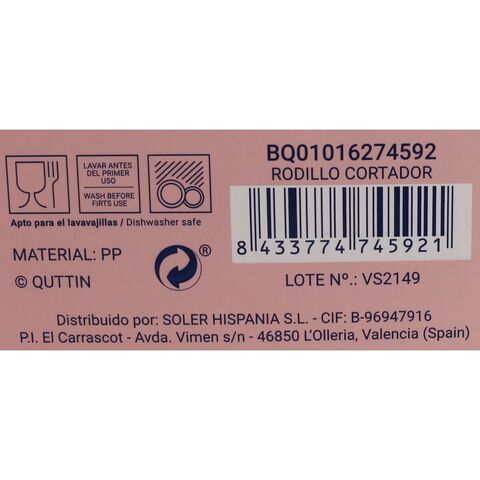 LAVAR ANTES
DEL PRIMER
USO
WASH BEFORE
FIRTS USE
Apto para el lavavajillas / Dishwasher safe
MATERIAL: PP
© QUTTIN
®
BQ01016274592
RODILLO CORTADOR
8 433774 745921
LOTE Nº.: VS2149
Distribuido por: SOLER HISPANIA S.L. - CIF: B-96947916
P.I. El Carrascot - Avda. Vimen s/n - 46850 L'Olleria, Valencia (Spain)